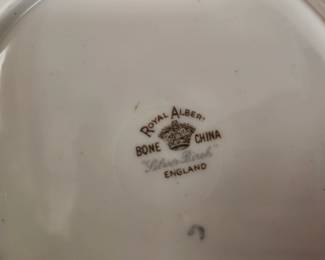 ROYAL ALBERT
BONE CHINA
"Silver Birch"
ENGLAND